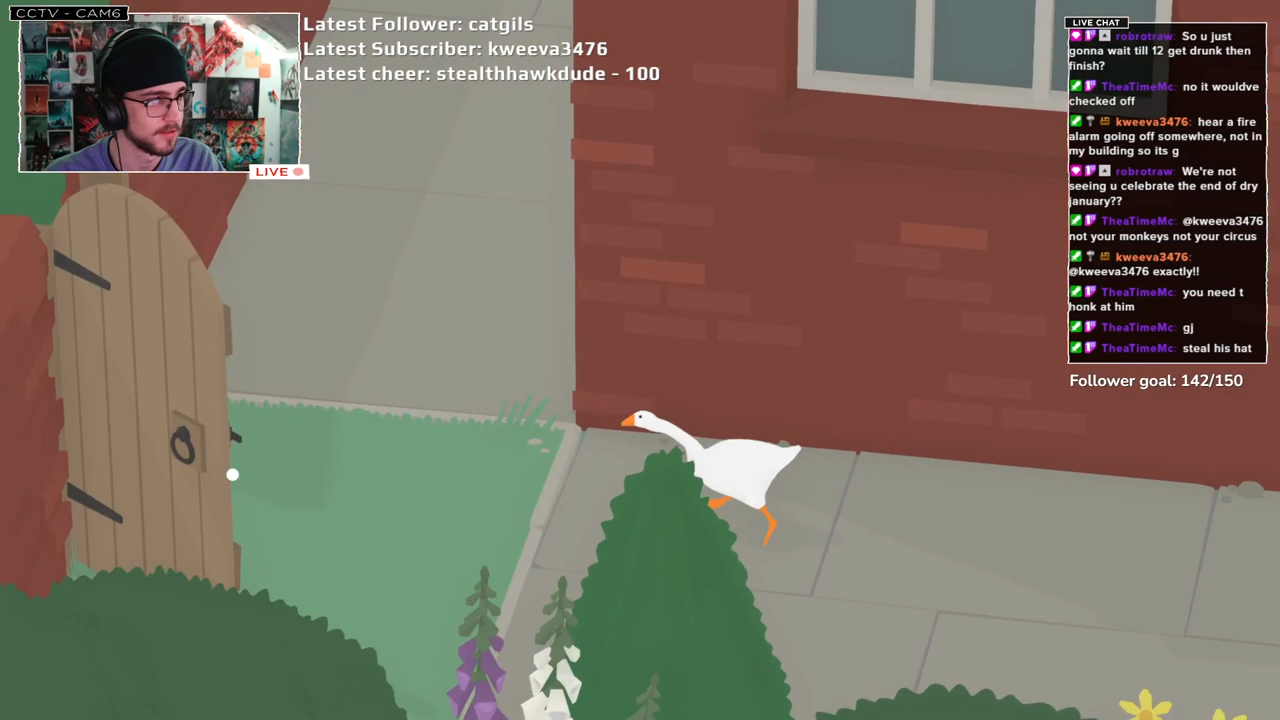 CCTV - CAM6
Latest Follower: catgils
Latest Subscriber: kweeva3476
Latest cheer: stealthhawkdude - 100
LIVE
LIVE CHAT
robrotraw: So u just
gonna wait till 12 get drunk then
finish?
TheaTimeMc: no it wouldve
checked off
kweeva3476: hear a fire
alarm going off somewhere, not in
my building so its g
robrotraw: We're not
seeing u celebrate the end of dry
january??
TheaTimeMc: @kweeva3476
not your monkeys not your circus
kweeva3476:
@kweeva3476 exactly!!
TheaTimeMc: you need t
honk at him
TheaTimeMc: gj
TheaTimeMc: steal his hat
Follower goal: 142/150